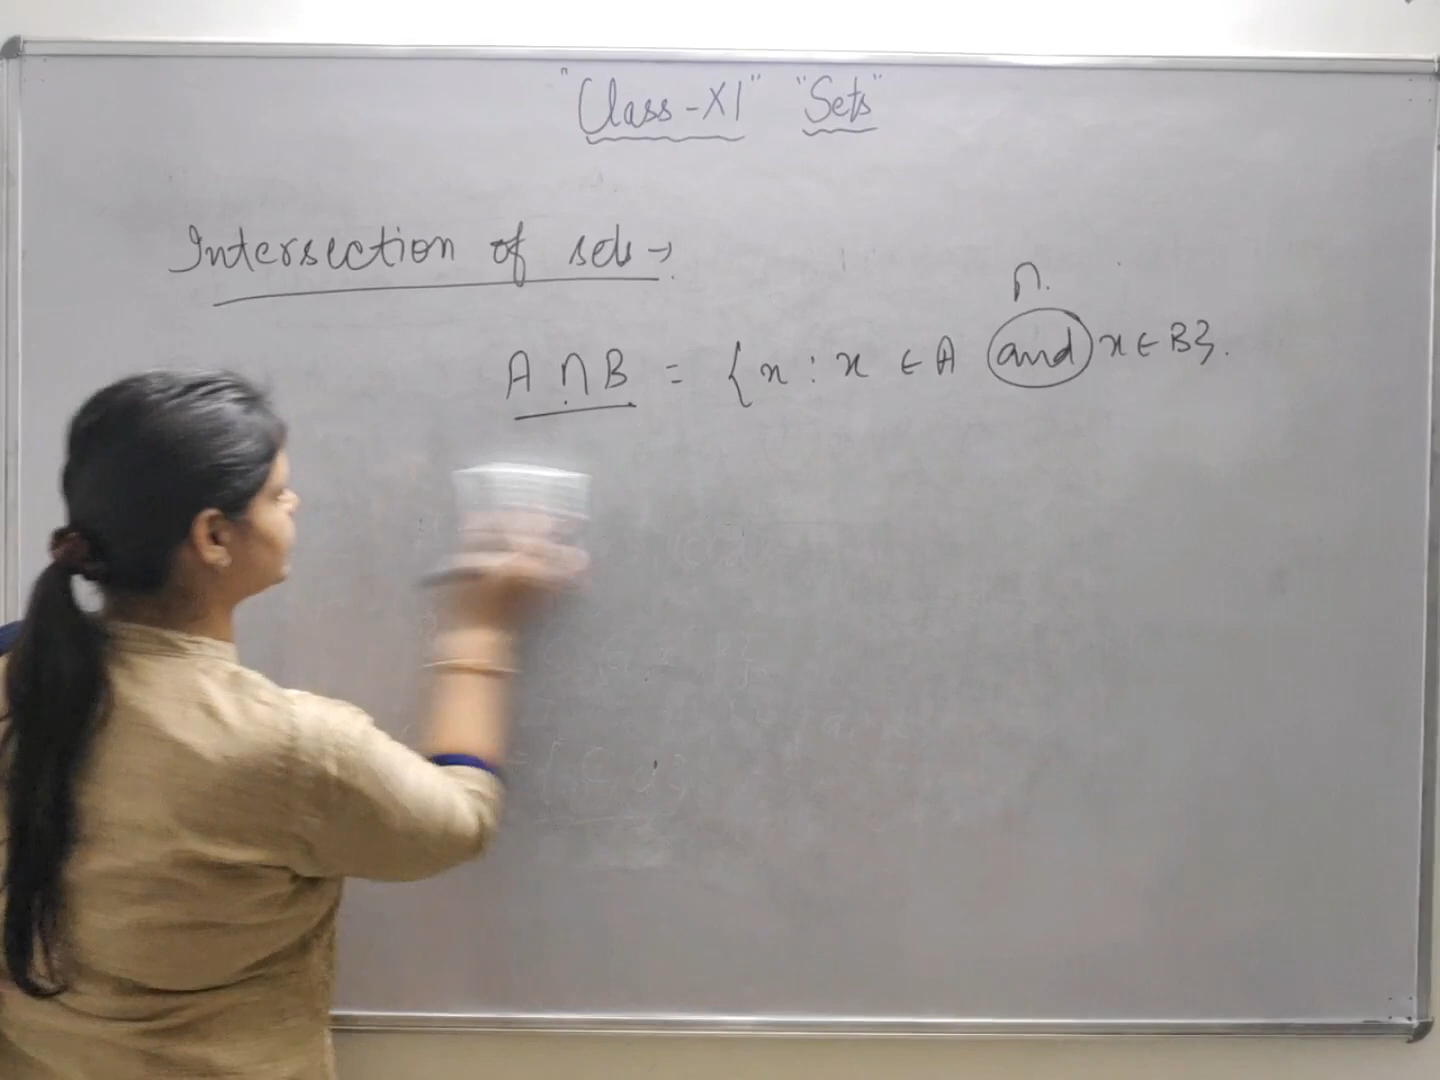 "Class-XI" "Sets"
Intersection of sets →
∩.
A ∩ B = {x : x ∈ A and x ∈ B}.
= {C, d}